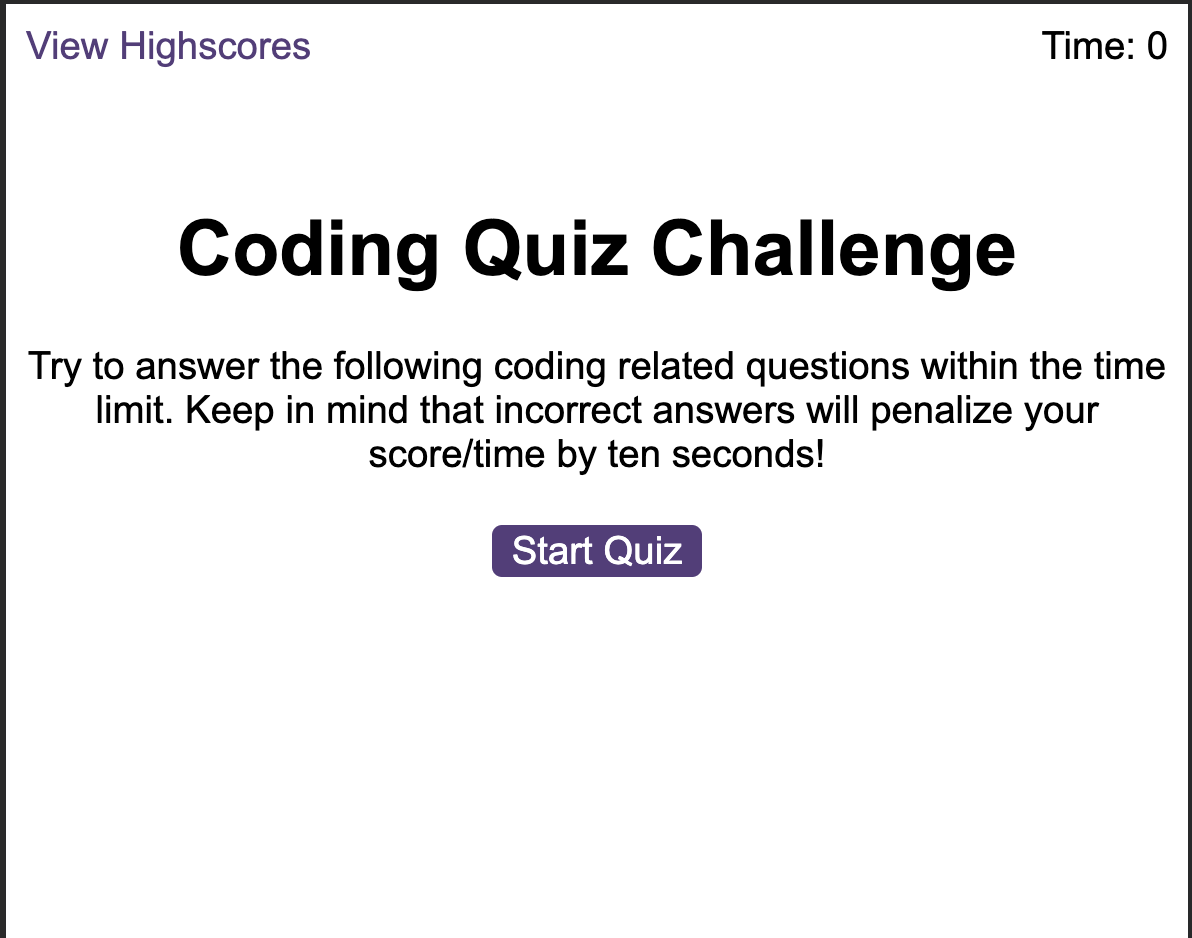 View Highscores
Time: 0
Coding Quiz Challenge
Try to answer the following coding related questions within the time
limit. Keep in mind that incorrect answers will penalize your
score/time by ten seconds!
Start Quiz